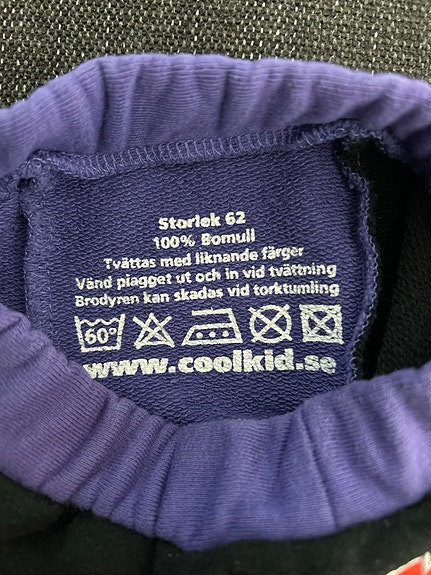 Storlek 62
100% Bomull
Tvättas med liknande färger
Vänd plagget ut och in vid tvättning
Brodyren kan skadas vid torktumling
60°
www.coolkid.se